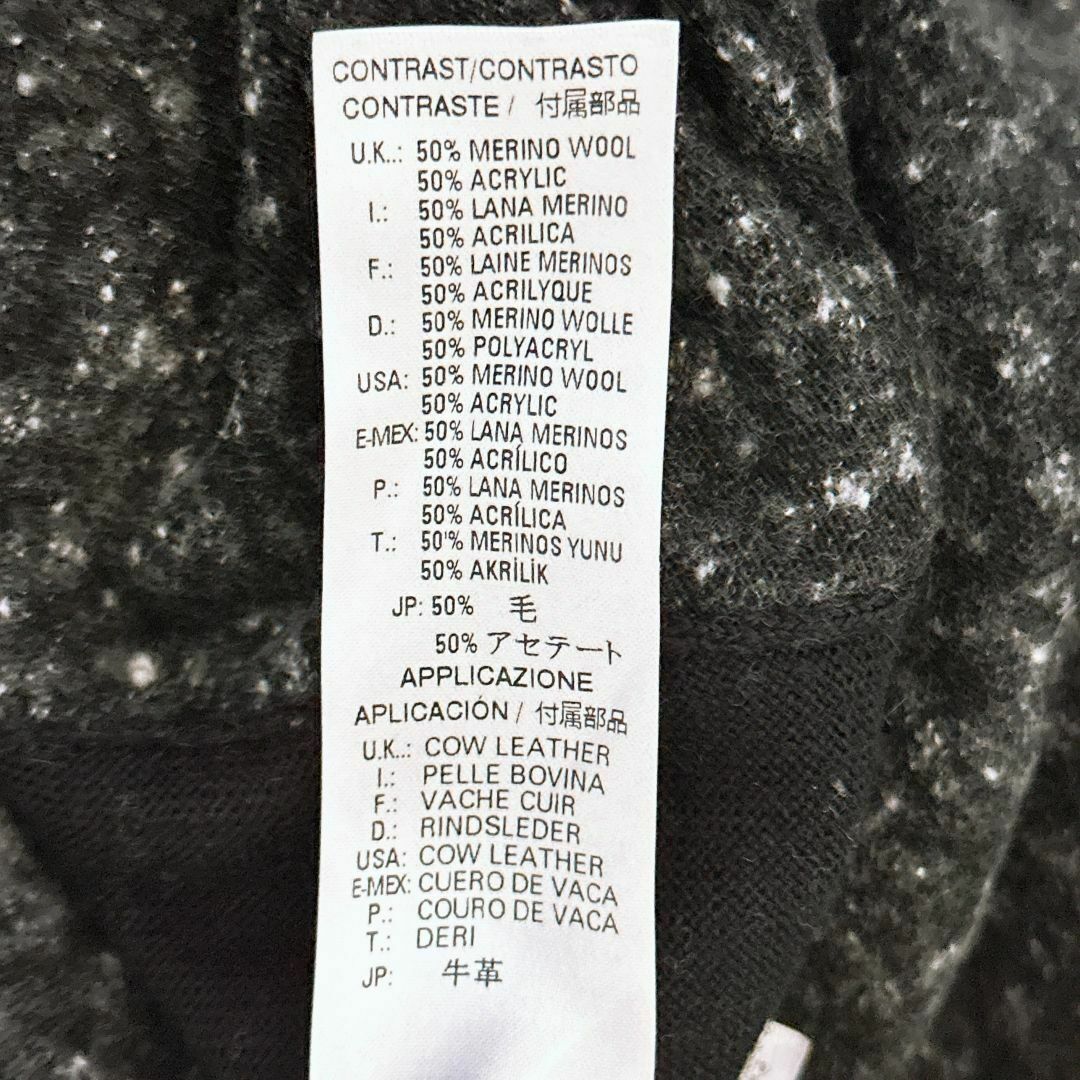 CONTRAST/CONTRASTO
CONTRASTE / 付属部品
U.K..: 50% MERINO WOOL
50% ACRYLIC
I.: 50% LANA MERINO
50% ACRILICA
F.: 50% LAINE MERINOS
50% ACRILYQUE
D.: 50% MERINO WOLLE
50% POLYACRYL
USA: 50% MERINO WOOL
50% ACRYLIC
E-MEX: 50% LANA MERINOS
50% ACRÍLICO
P.: 50% LANA MERINOS
50% ACRÍLICA
T.: 50'% MERINOS YUNU
50% AKRİLİK
JP: 50% 毛
50% アセテート
APPLICAZIONE
APLICACIÓN / 付属部品
U.K..: COW LEATHER
I.: PELLE BOVINA
F.: VACHE CUIR
D.: RINDSLEDER
USA: COW LEATHER
E-MEX: CUERO DE VACA
P.: COURO DE VACA
T.: DERI
JP: 牛革